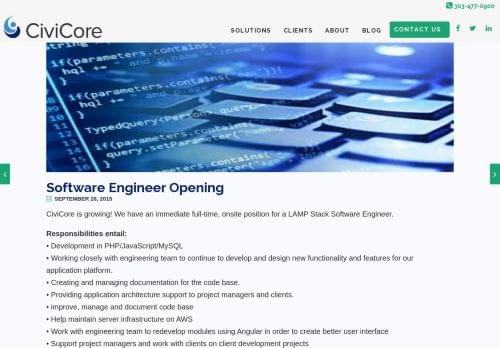 303-477-0900
CiviCore
SOLUTIONS CLIENTS ABOUT BLOG CONTACT US
if(parameters.contains(
hql +=
if(parameters.contains("
hql +=
TypedQuery<
if(parameters.contains(
query.setParameter(
Software Engineer Opening
SEPTEMBER 28, 2015
CiviCore is growing! We have an immediate full-time, onsite position for a LAMP Stack Software Engineer.
Responsibilities entail:
• Development in PHP/JavaScript/MySQL
• Working closely with engineering team to continue to develop and design new functionality and features for our
application platform.
• Creating and managing documentation for the code base.
• Providing application architecture support to project managers and clients.
• improve, manage and document code base
• Help maintain server infrastructure on AWS
• Work with engineering team to redevelop modules using Angular in order to create better user interface
• Support project managers and work with clients on client development projects